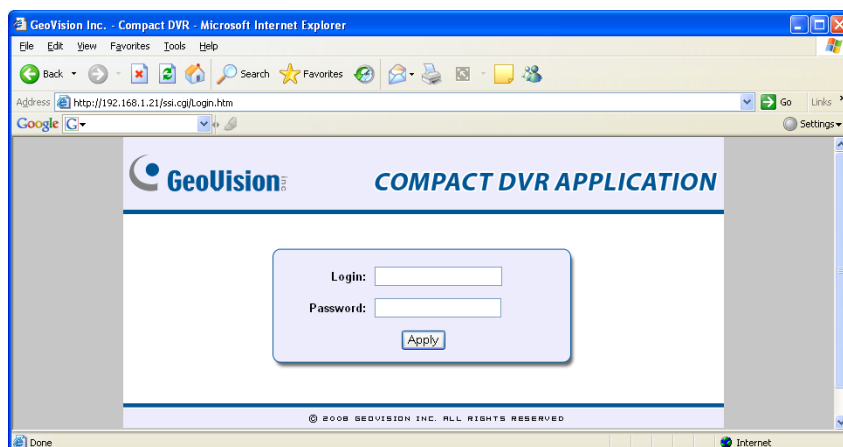 GeoVision Inc. - Compact DVR - Microsoft Internet Explorer
File Edit View Favorites Tools Help
Back Search Favorites
Address http://192.168.1.21/ssi.cgi/Login.htm Go Links
Google G Settings
GeoVision inc COMPACT DVR APPLICATION
Login:
Password:
Apply
© 2008 GEOVISION INC. ALL RIGHTS RESERVED
Done Internet